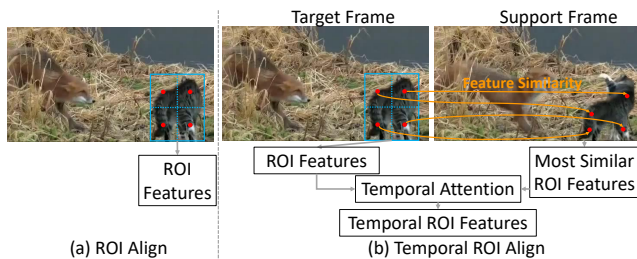 Target Frame
Support Frame
Feature Similarity
ROI
Features
ROI Features
Most Similar
ROI Features
Temporal Attention
Temporal ROI Features
(a) ROI Align
(b) Temporal ROI Align